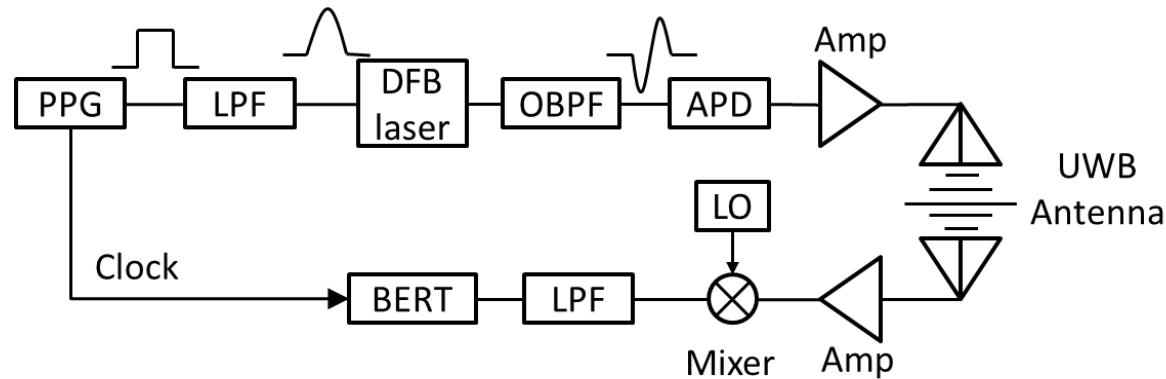 Amp
PPG
LPF
DFB
laser
OBPF
APD
UWB
Antenna
LO
Clock
BERT
LPF
Mixer
Amp